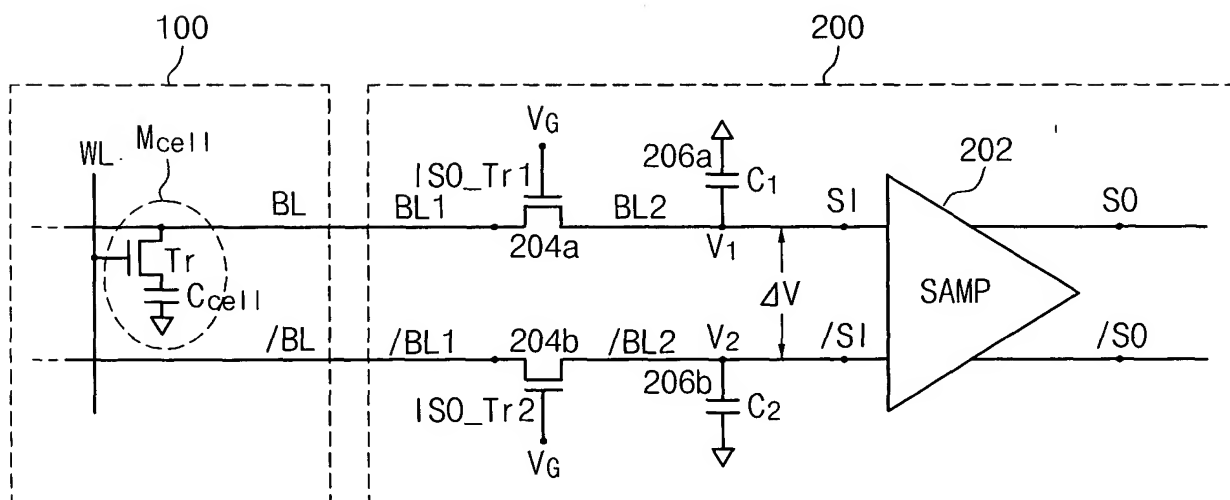 100
200
Mcell
WL
VG
206a
C1
202
ISO_Tr1
BL
BL1
BL2
SI
SO
204a
V1
Tr
Ccell
ΔV
SAMP
/BL
/BL1
204b
/BL2
V2
/SI
/SO
206b
C2
ISO_Tr2
VG